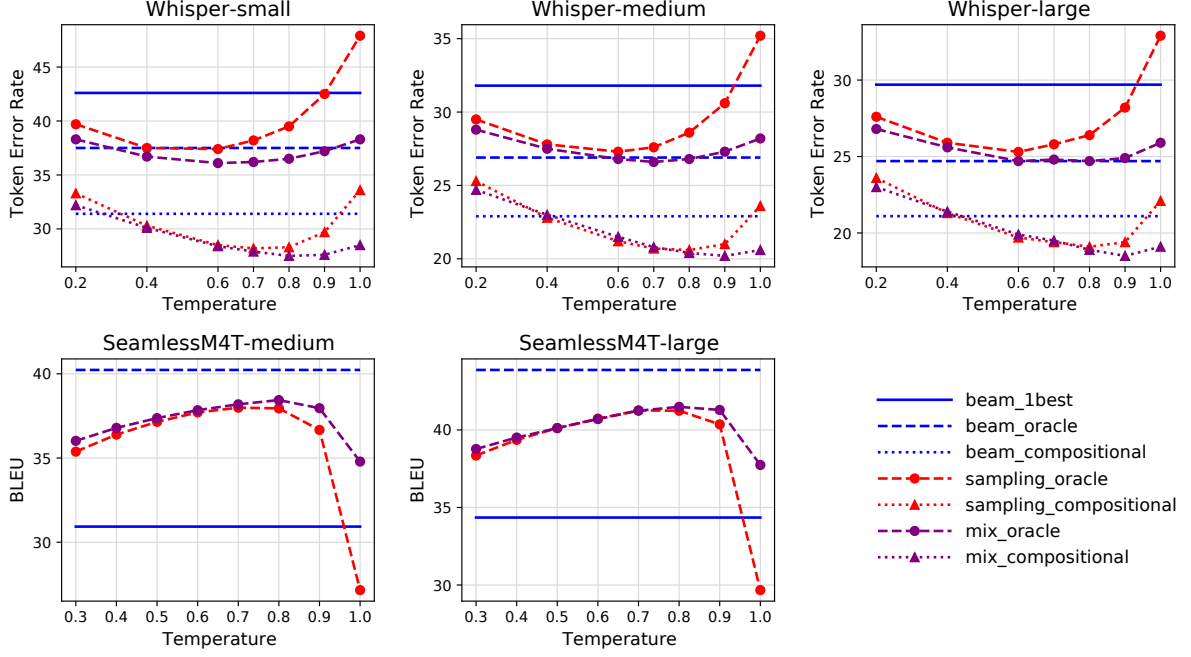 Whisper-small
Token Error Rate
45
40
35
30
0.2 0.4 0.6 0.7 0.8 0.9 1.0
Temperature
Whisper-medium
Token Error Rate
35
30
25
20
0.2 0.4 0.6 0.7 0.8 0.9 1.0
Temperature
Whisper-large
Token Error Rate
30
25
20
0.2 0.4 0.6 0.7 0.8 0.9 1.0
Temperature
SeamlessM4T-medium
BLEU
40
35
30
0.3 0.4 0.5 0.6 0.7 0.8 0.9 1.0
Temperature
SeamlessM4T-large
BLEU
40
35
30
0.3 0.4 0.5 0.6 0.7 0.8 0.9 1.0
Temperature
beam_1best
beam_oracle
beam_compositional
sampling_oracle
sampling_compositional
mix_oracle
mix_compositional